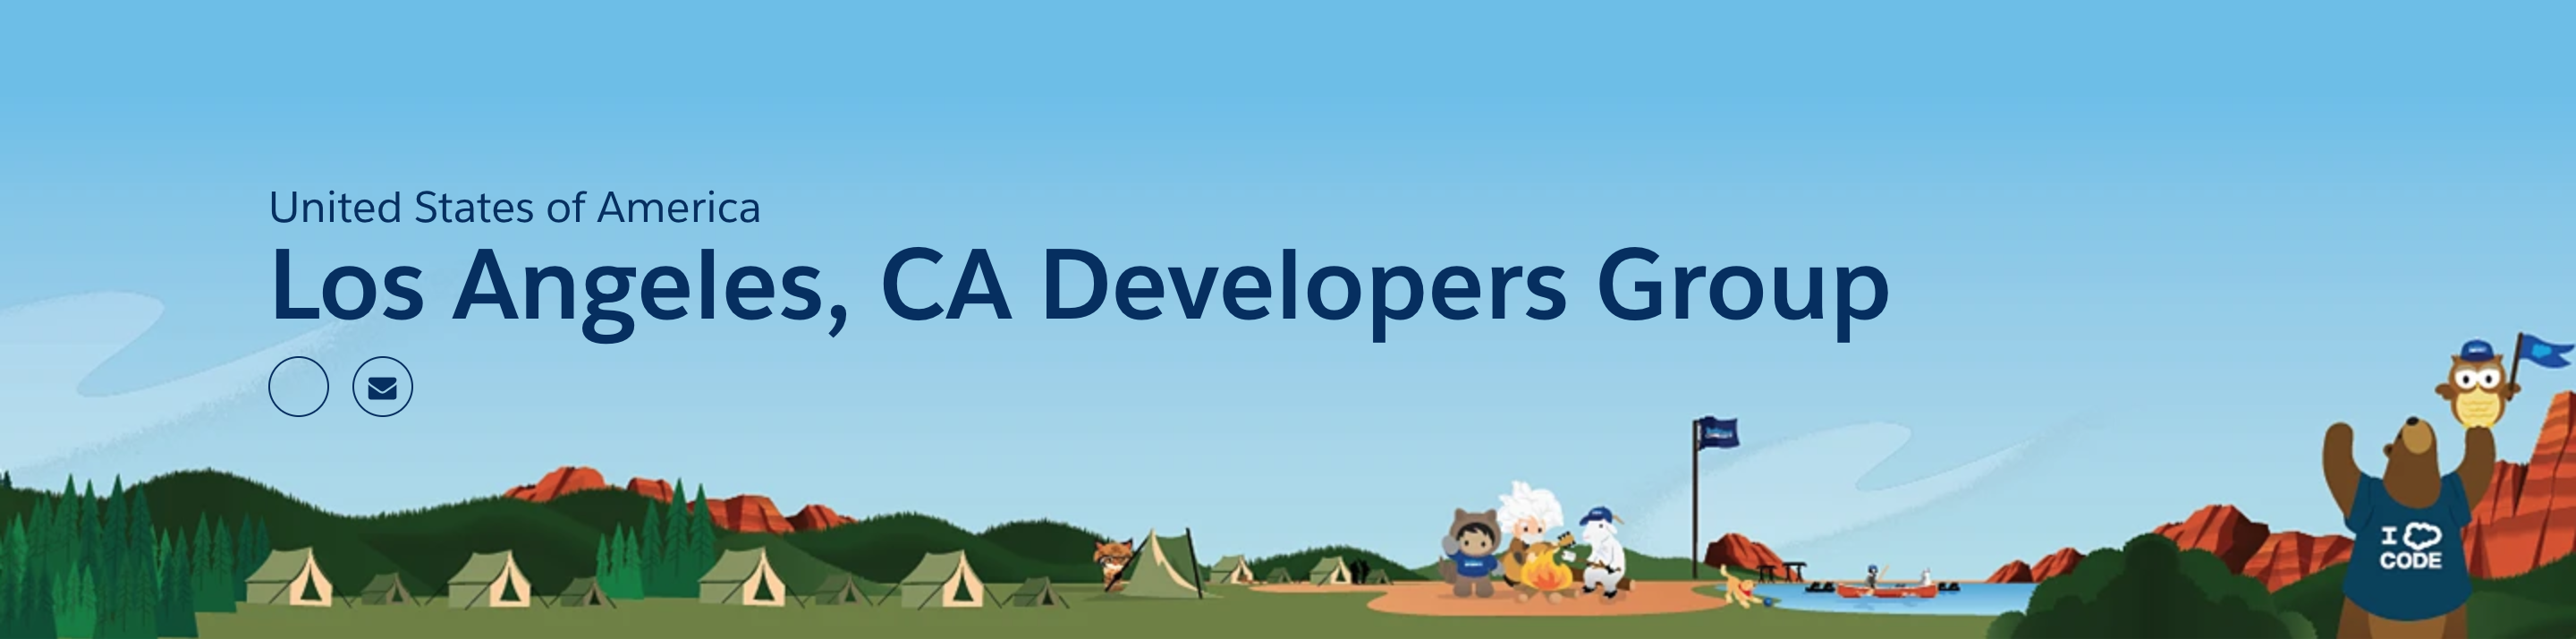 United States of America
Los Angeles, CA Developers Group
I
CODE